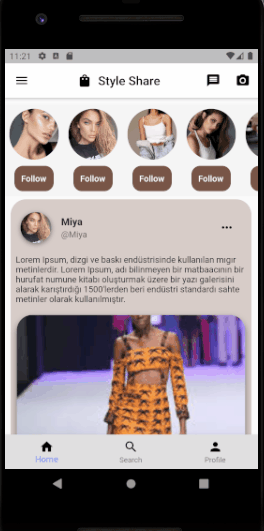 11:21
Style Share
Follow Follow Follow Follow
Miya
@Miya
Lorem Ipsum, dizgi ve baskı endüstrisinde kullanılan mıgır
metinlerdir. Lorem Ipsum, adı bilinmeyen bir matbaacının bir
hurufat numune kitabı oluşturmak üzere bir yazı galerisini
alarak karıştırdığı 1500'lerden beri endüstri standardı sahte
metinler olarak kullanılmıştır.
Home Search Profile